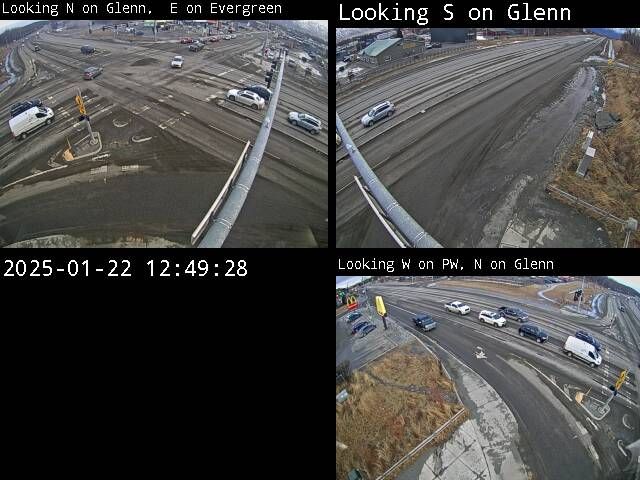 Looking N on Glenn,  E on Evergreen
Looking S on Glenn
2025-01-22 12:49:28
Looking W on PW, N on Glenn